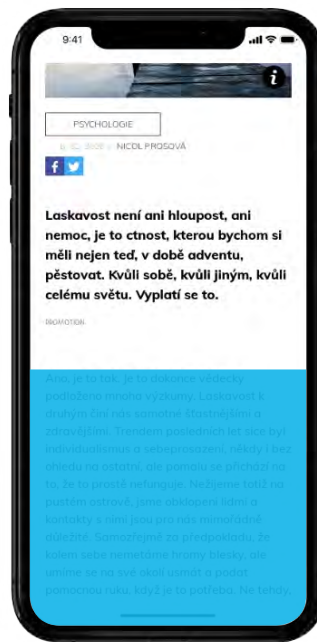 9:41
PSYCHOLOGIE
NICOL PROSOVÁ
Laskavost není ani hloupost, ani
nemoc, je to ctnost, kterou bychom si
měli nejen teď, v době adventu,
pěstovat. Kvůli sobě, kvůli jiným, kvůli
celému světu. Vyplatí se to.
PROMOTION
Ano, je to tak. Je to dokonce vědecky
podloženo mnoha výzkumy. Laskavost k
druhým činí nás samotné šťastnějšími a
zdravějšími. Trendem posledních let sice byl
individualismus a sebeprosazení, někdy i bez
ohledu na ostatní, ale pomalu se přichází na
to, že to prostě nefunguje. Nežijeme totiž na
pustém ostrově, jsme obklopeni lidmi a
kontakty s nimi jsou pro nás mimořádně
důležité. Samozřejmě za předpokladu, že
kolem sebe nemetáme hromy blesky, ale
umíme se na své okolí usmát a podat
pomocnou ruku, když je to potřeba. Ne tehdy,